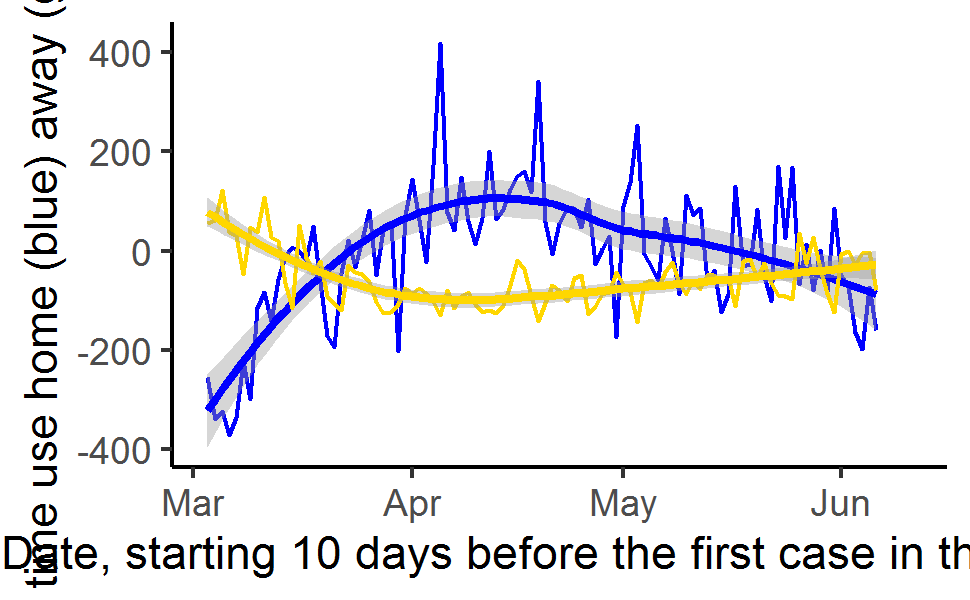 time use home (blue) away (
400
200
0
-200
-400
Mar Apr May Jun
Date, starting 10 days before the first case in th